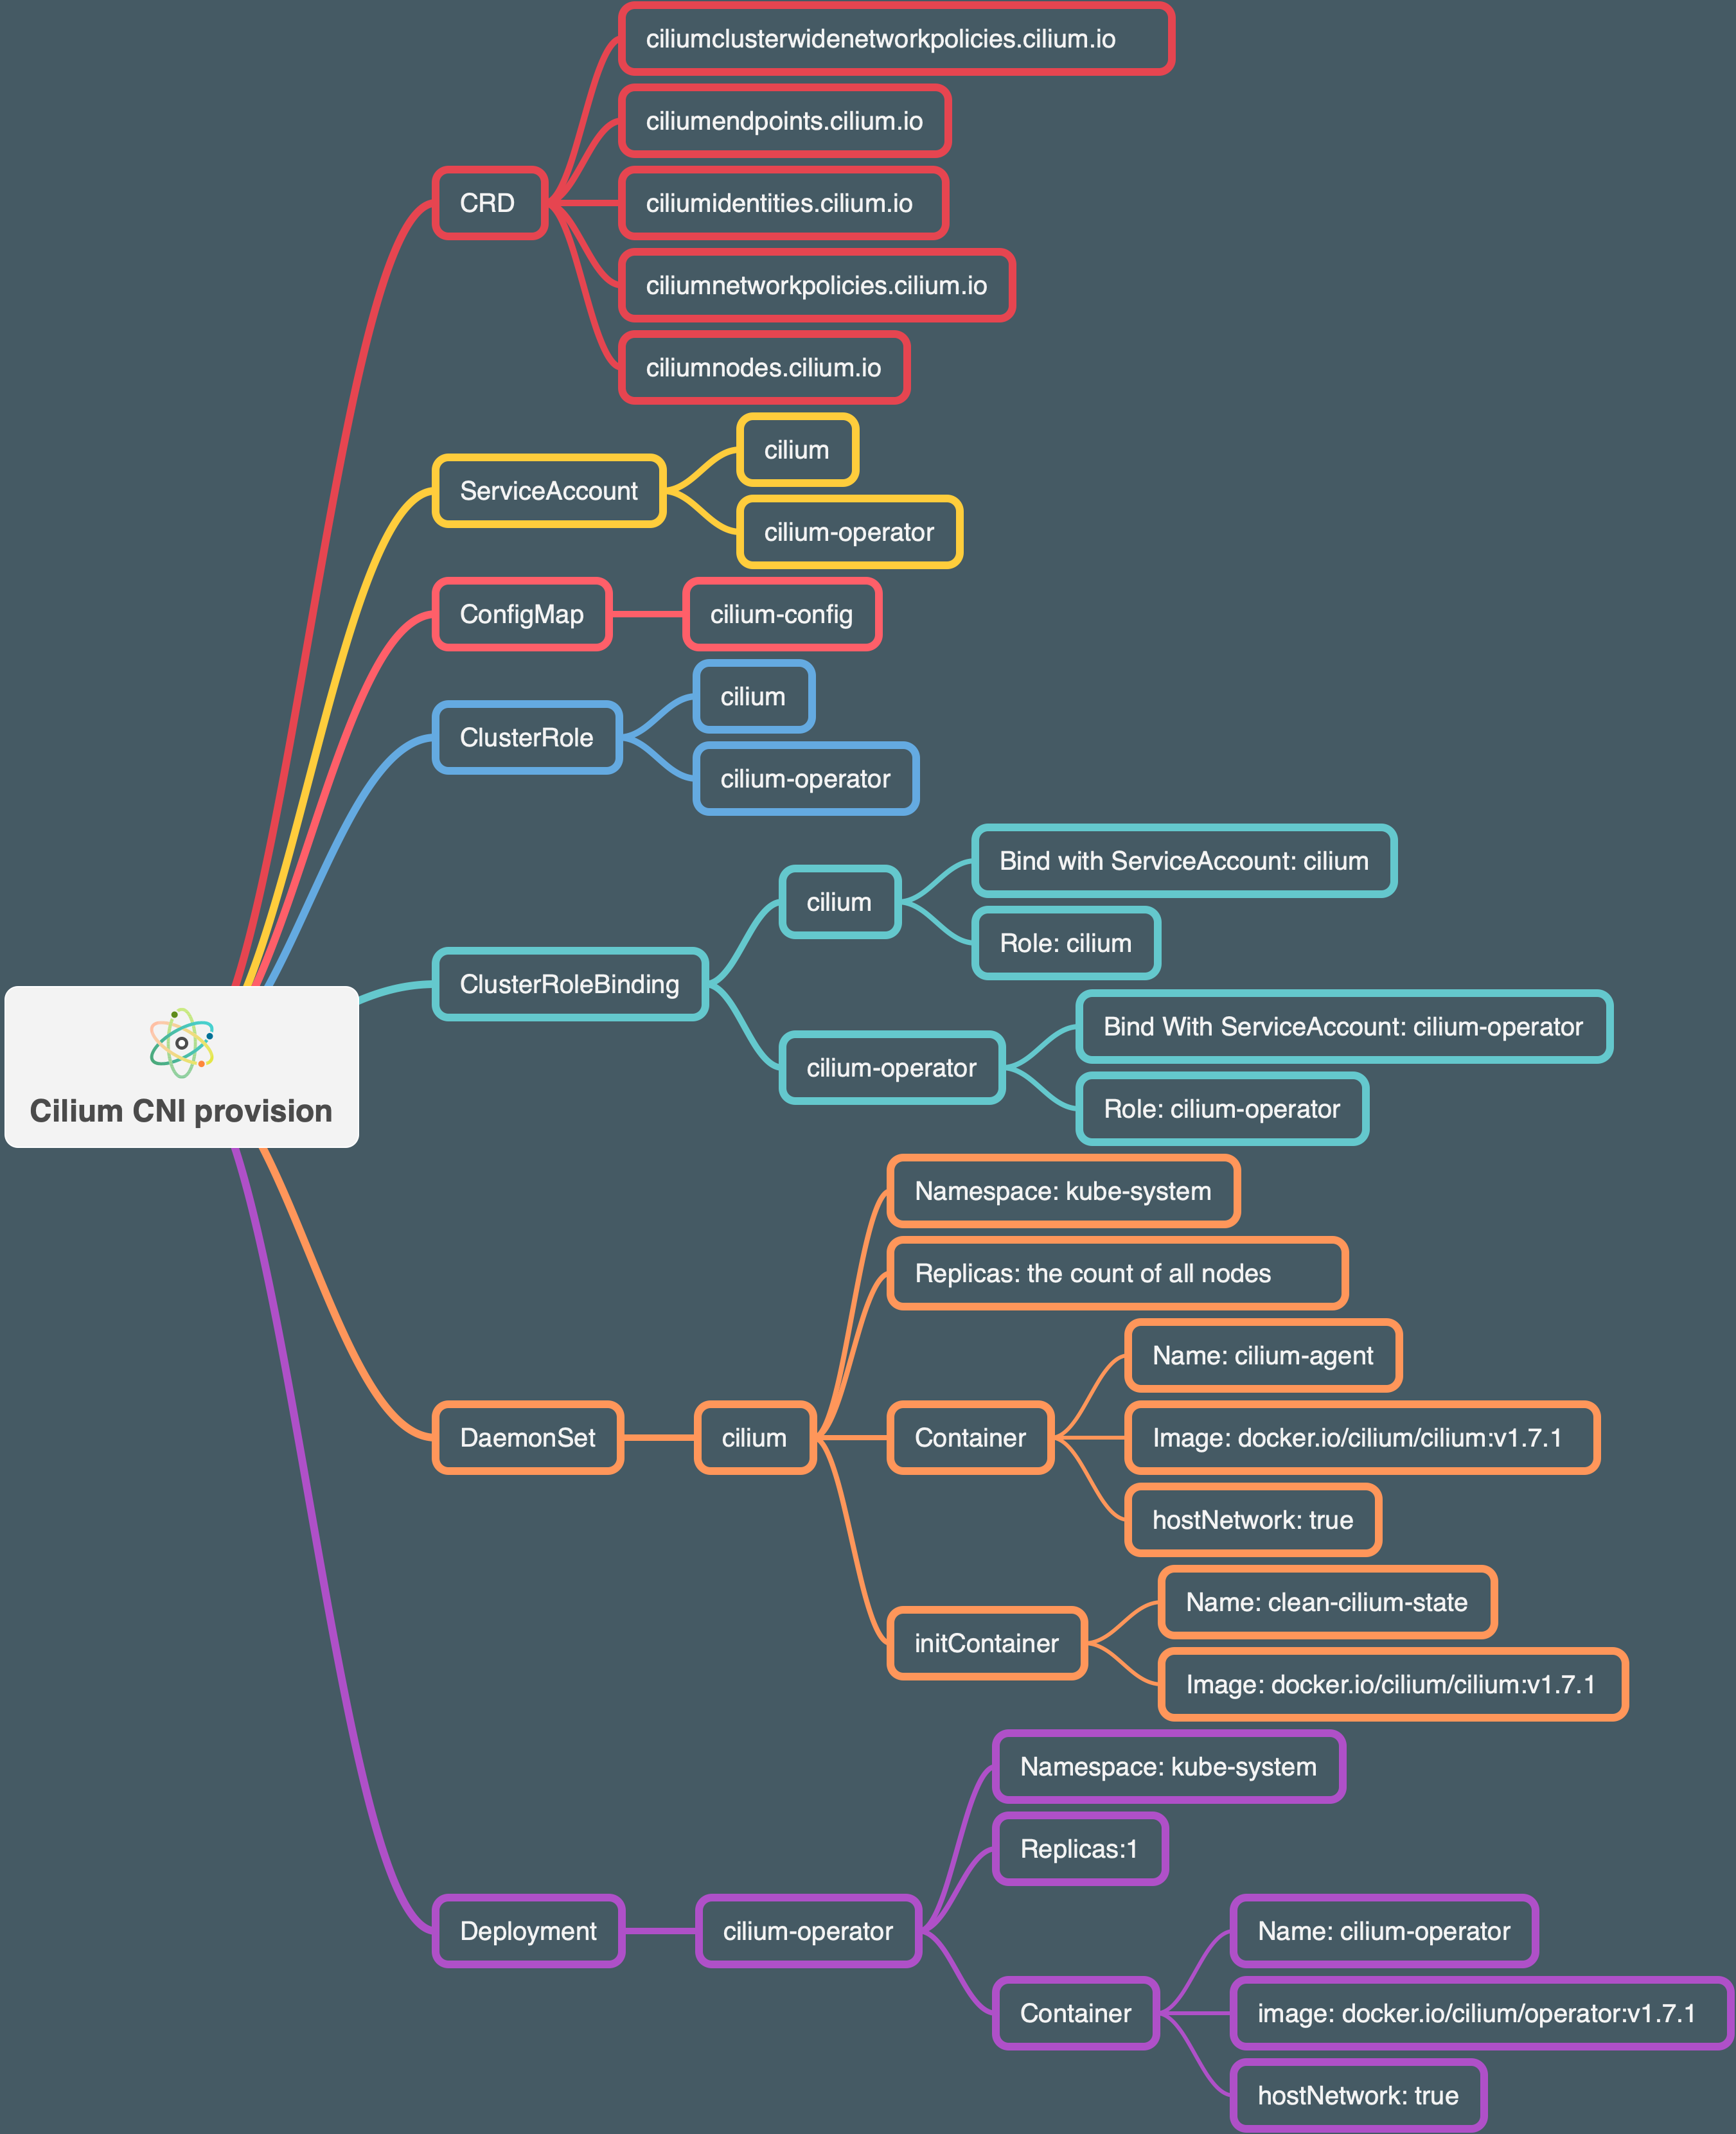 ciliumclusterwidenetworkpolicies.cilium.io
ciliumendpoints.cilium.io
CRD
ciliumidentities.cilium.io
ciliumnetworkpolicies.cilium.io
ciliumnodes.cilium.io
cilium
ServiceAccount
cilium-operator
ConfigMap
cilium-config
cilium
ClusterRole
cilium-operator
Bind with ServiceAccount: cilium
cilium
Role: cilium
ClusterRoleBinding
Bind With ServiceAccount: cilium-operator
cilium-operator
Role: cilium-operator
Cilium CNI provision
Namespace: kube-system
Replicas: the count of all nodes
Name: cilium-agent
DaemonSet
cilium
Container
Image: docker.io/cilium/cilium:v1.7.1
hostNetwork: true
Name: clean-cilium-state
initContainer
Image: docker.io/cilium/cilium:v1.7.1
Namespace: kube-system
Replicas:1
Deployment
cilium-operator
Name: cilium-operator
Container
image: docker.io/cilium/operator:v1.7.1
hostNetwork: true